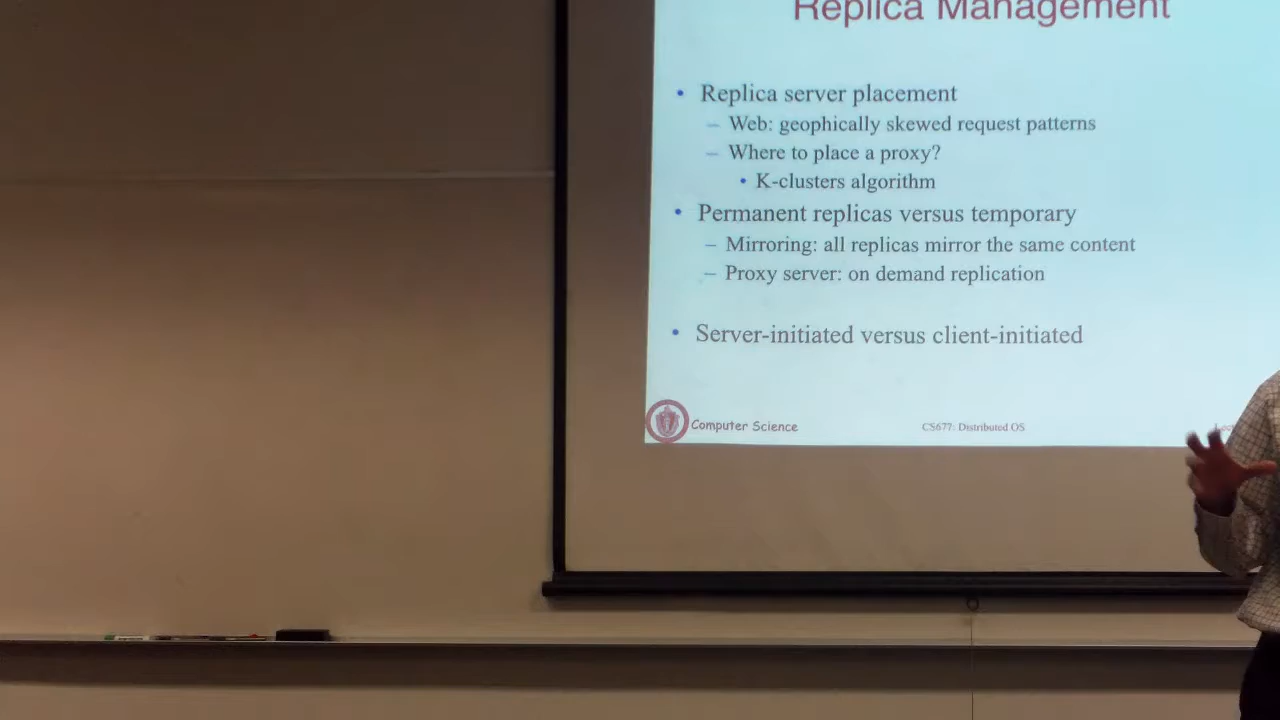 Replica Management
• Replica server placement
– Web: geophically skewed request patterns
– Where to place a proxy?
• K-clusters algorithm
• Permanent replicas versus temporary
– Mirroring: all replicas mirror the same content
– Proxy server: on demand replication
• Server-initiated versus client-initiated
Computer Science
CS677: Distributed OS